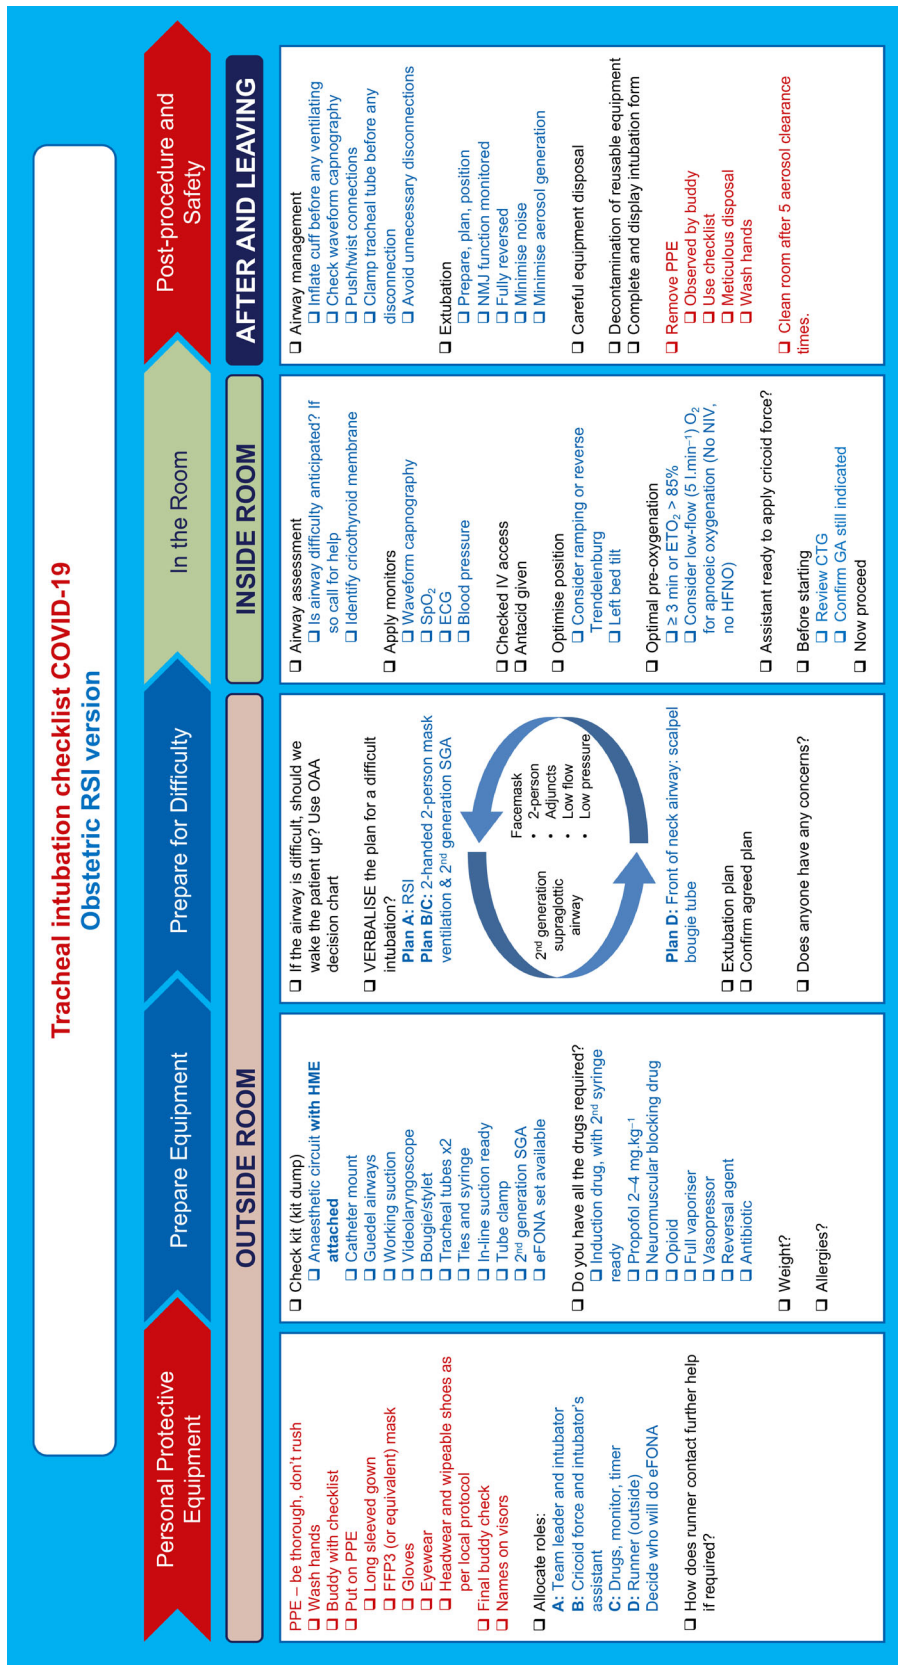 Tracheal intubation checklist COVID-19
Obstetric RSI version
Personal Protective
Equipment
Prepare Equipment
Prepare for Difficulty
In the Room
Post-procedure and
Safety
OUTSIDE ROOM
INSIDE ROOM
AFTER AND LEAVING
PPE – be thorough, don't rush
❑ Wash hands
❑ Buddy with checklist
❑ Put on PPE
❑ Long sleeved gown
❑ FFP3 (or equivalent) mask
❑ Gloves
❑ Eyewear
❑ Headwear and wipeable shoes as
per local protocol
❑ Final buddy check
❑ Names on visors
❑ Allocate roles:
A: Team leader and intubator
B: Cricoid force and intubator's
assistant
C: Drugs, monitor, timer
D: Runner (outside)
Decide who will do eFONA
❑ How does runner contact further help
if required?
❑ Check kit (kit dump)
❑ Anaesthetic circuit with HME
attached
❑ Catheter mount
❑ Guedel airways
❑ Working suction
❑ Videolaryngoscope
❑ Bougie/stylet
❑ Tracheal tubes x2
❑ Ties and syringe
❑ In-line suction ready
❑ Tube clamp
❑ 2nd generation SGA
❑ eFONA set available
❑ Do you have all the drugs required?
❑ Induction drug, with 2nd syringe
ready
❑ Propofol 2–4 mg.kg⁻¹
❑ Neuromuscular blocking drug
❑ Opioid
❑ Full vaporiser
❑ Vasopressor
❑ Reversal agent
❑ Antibiotic
❑ Weight?
❑ Allergies?
❑ If the airway is difficult, should we
wake the patient up? Use OAA
decision chart
❑ VERBALISE the plan for a difficult
intubation?
Plan A: RSI
Plan B/C: 2-handed 2-person mask
ventilation & 2nd generation SGA
2nd generation
supraglottic
airway
Facemask
• 2-person
• Adjuncts
• Low flow
• Low pressure
Plan D: Front of neck airway: scalpel
bougie tube
❑ Extubation plan
❑ Confirm agreed plan
❑ Does anyone have any concerns?
❑ Airway assessment
❑ Is airway difficulty anticipated? If
so call for help
❑ Identify cricothyroid membrane
❑ Apply monitors
❑ Waveform capnography
❑ SpO₂
❑ ECG
❑ Blood pressure
❑ Checked IV access
❑ Antacid given
❑ Optimise position
❑ Consider ramping or reverse
Trendelenburg
❑ Left bed tilt
❑ Optimal pre-oxygenation
❑ ≥ 3 min or ETO₂ > 85%
❑ Consider low-flow (5 l.min⁻¹) O₂
for apnoeic oxygenation (No NIV,
no HFNO)
❑ Assistant ready to apply cricoid force?
❑ Before starting
❑ Review CTG
❑ Confirm GA still indicated
❑ Now proceed
❑ Airway management
❑ Inflate cuff before any ventilating
❑ Check waveform capnography
❑ Push/twist connections
❑ Clamp tracheal tube before any
disconnection
❑ Avoid unnecessary disconnections
❑ Extubation
❑ Prepare, plan, position
❑ NMJ function monitored
❑ Fully reversed
❑ Minimise noise
❑ Minimise aerosol generation
❑ Careful equipment disposal
❑ Decontamination of reusable equipment
❑ Complete and display intubation form
❑ Remove PPE
❑ Observed by buddy
❑ Use checklist
❑ Meticulous disposal
❑ Wash hands
❑ Clean room after 5 aerosol clearance
times.